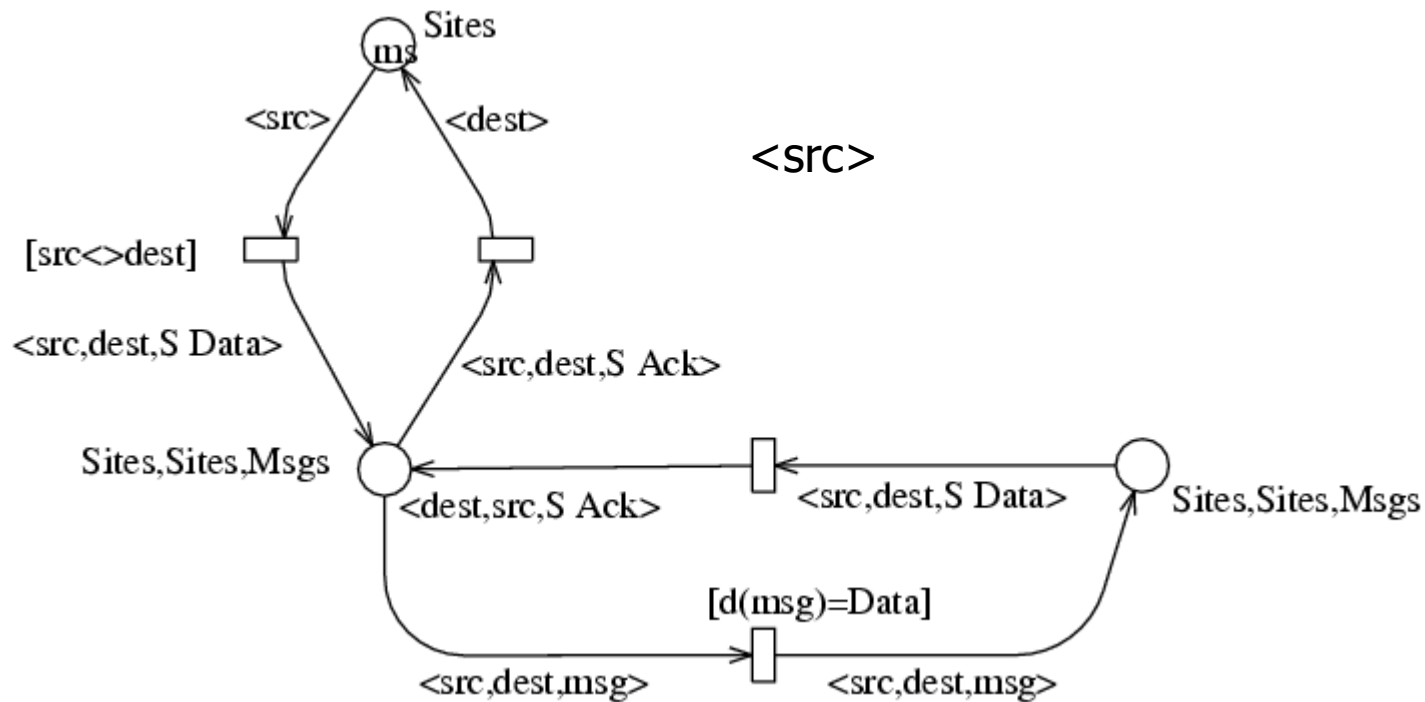 Sites
ms
<src>
<dest>
<src>
[src<>dest]
<src,dest,S Data>
<src,dest,S Ack>
Sites,Sites,Msgs
<dest,src,S Ack>
<src,dest,S Data>
Sites,Sites,Msgs
[d(msg)=Data]
<src,dest,msg>
<src,dest,msg>